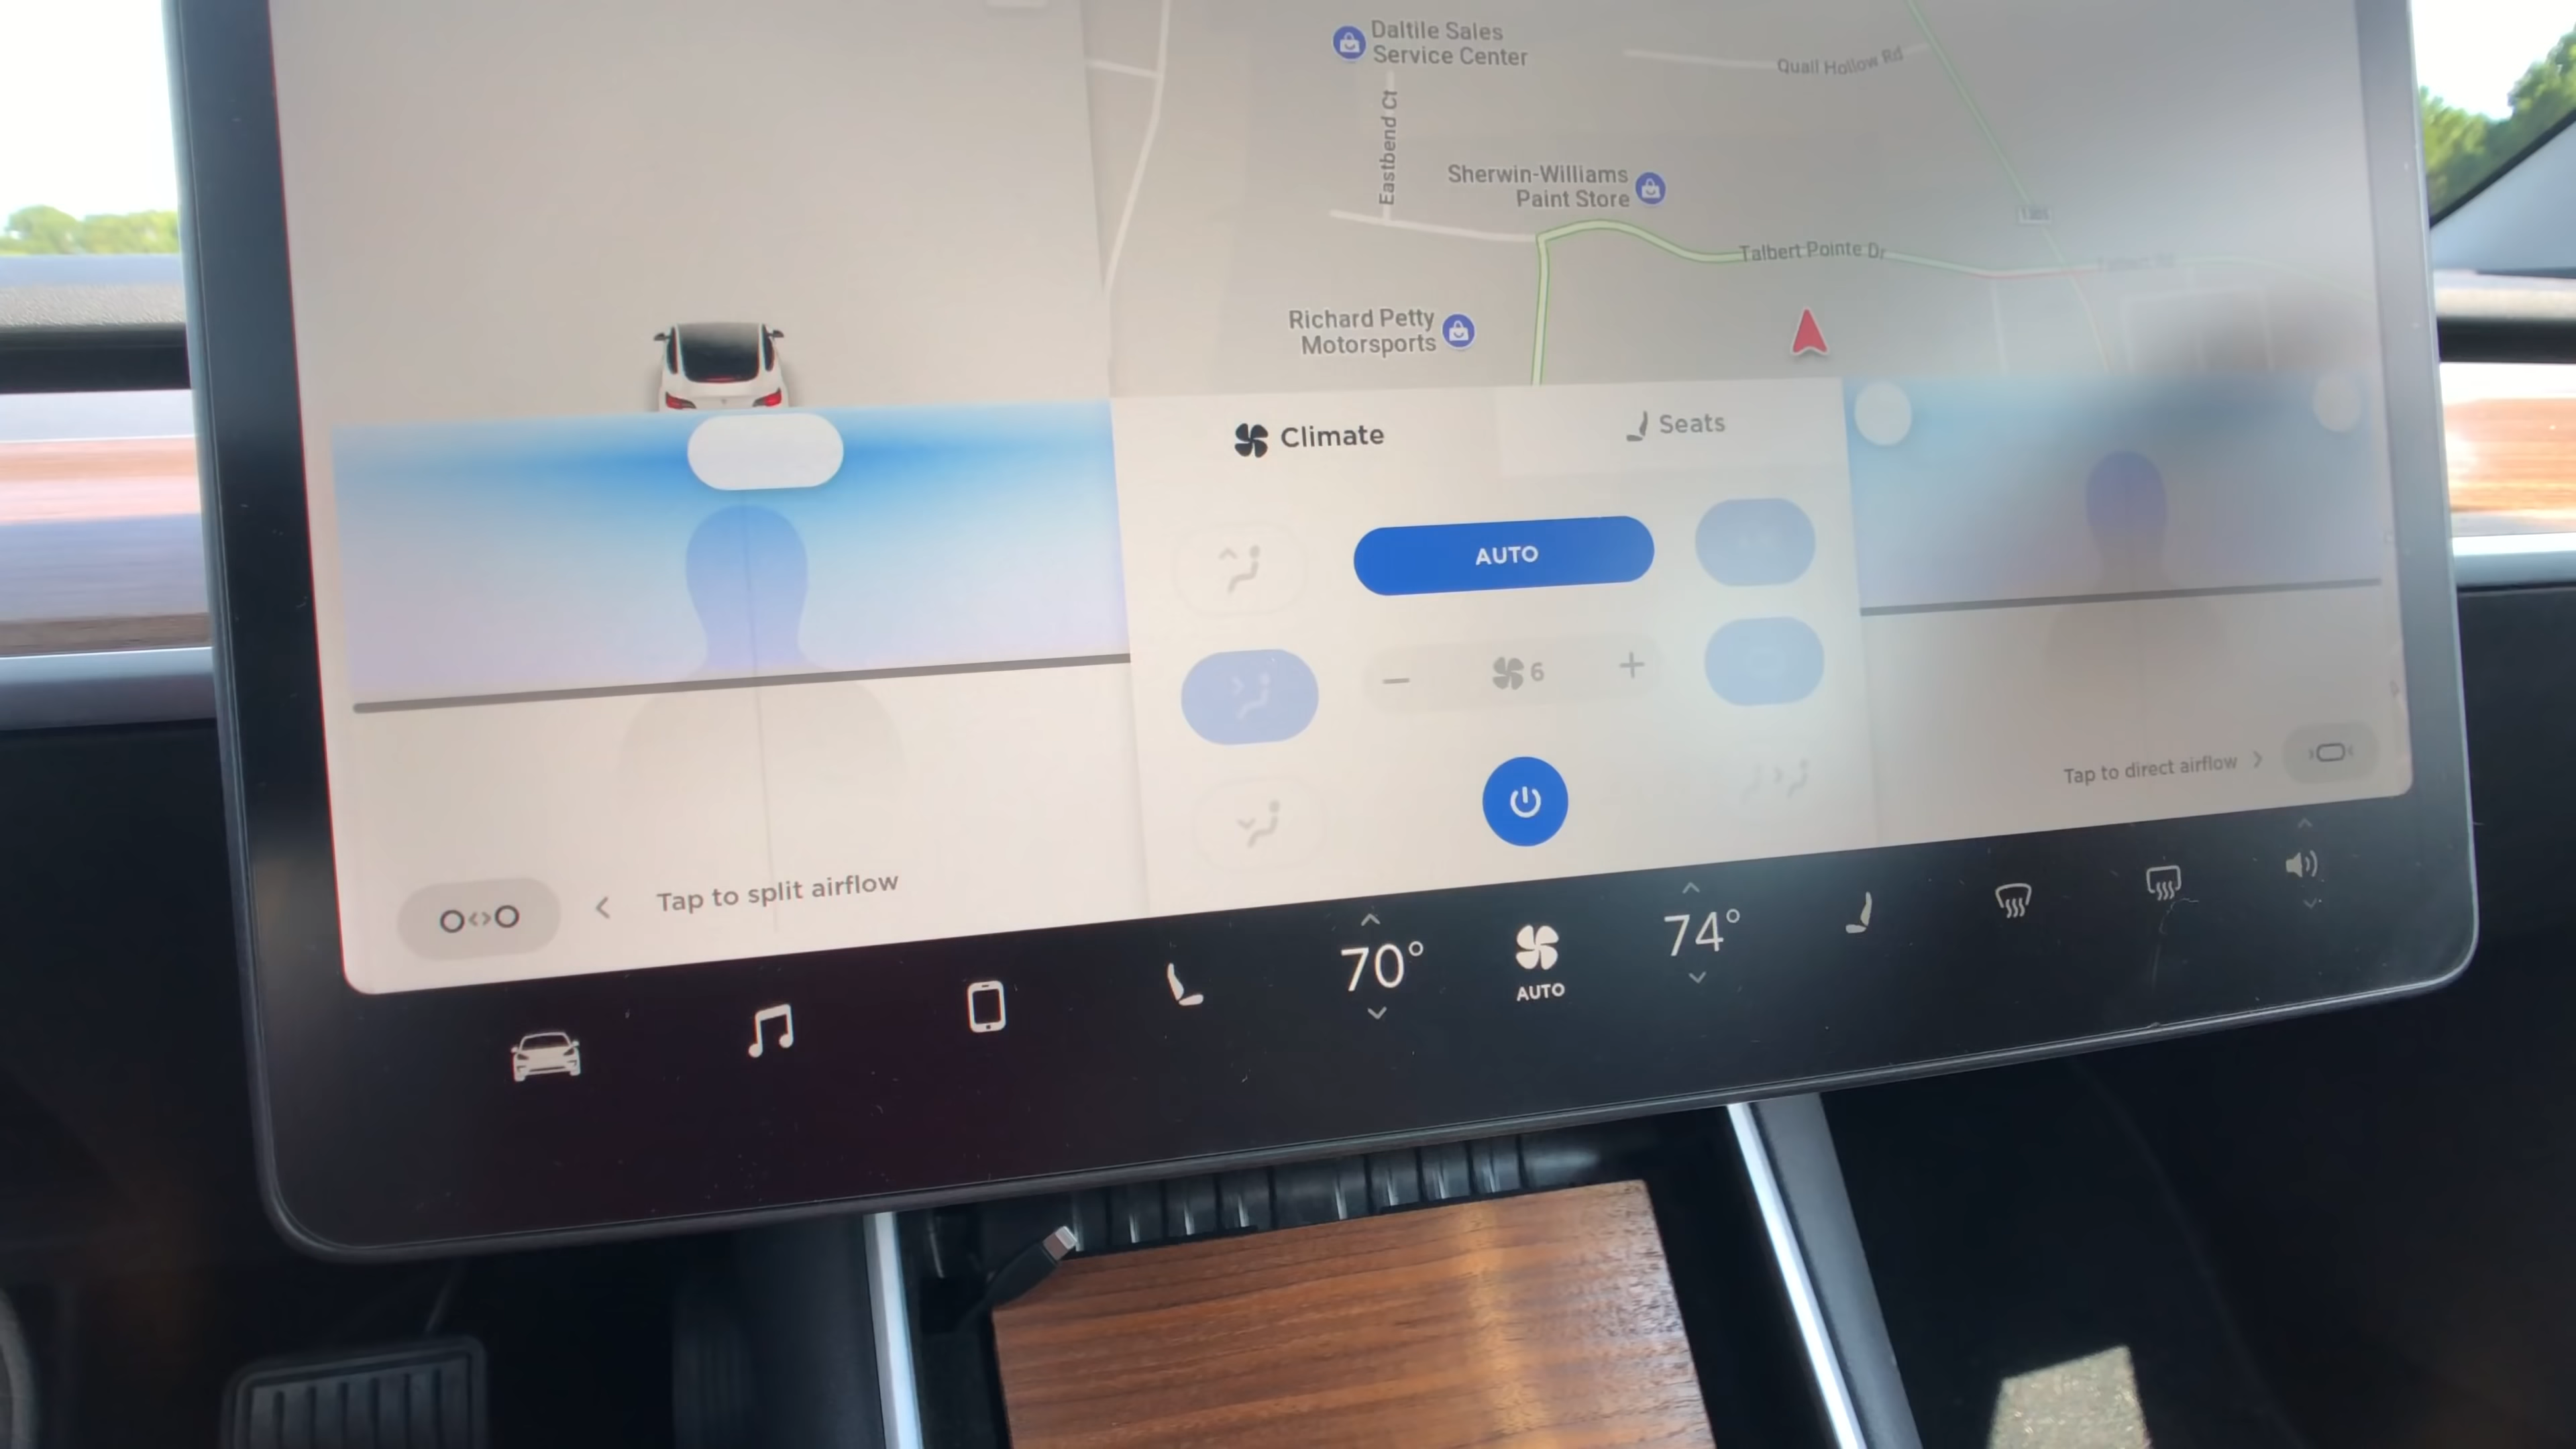 Daltile Sales
Service Center
Quail Hollow Rd
Eastbend Ct
Sherwin-Williams
Paint Store
Talbert Pointe Dr
Richard Petty
Motorsports
Climate
Seats
AUTO
6
Tap to direct airflow
Tap to split airflow
70°
AUTO
74°